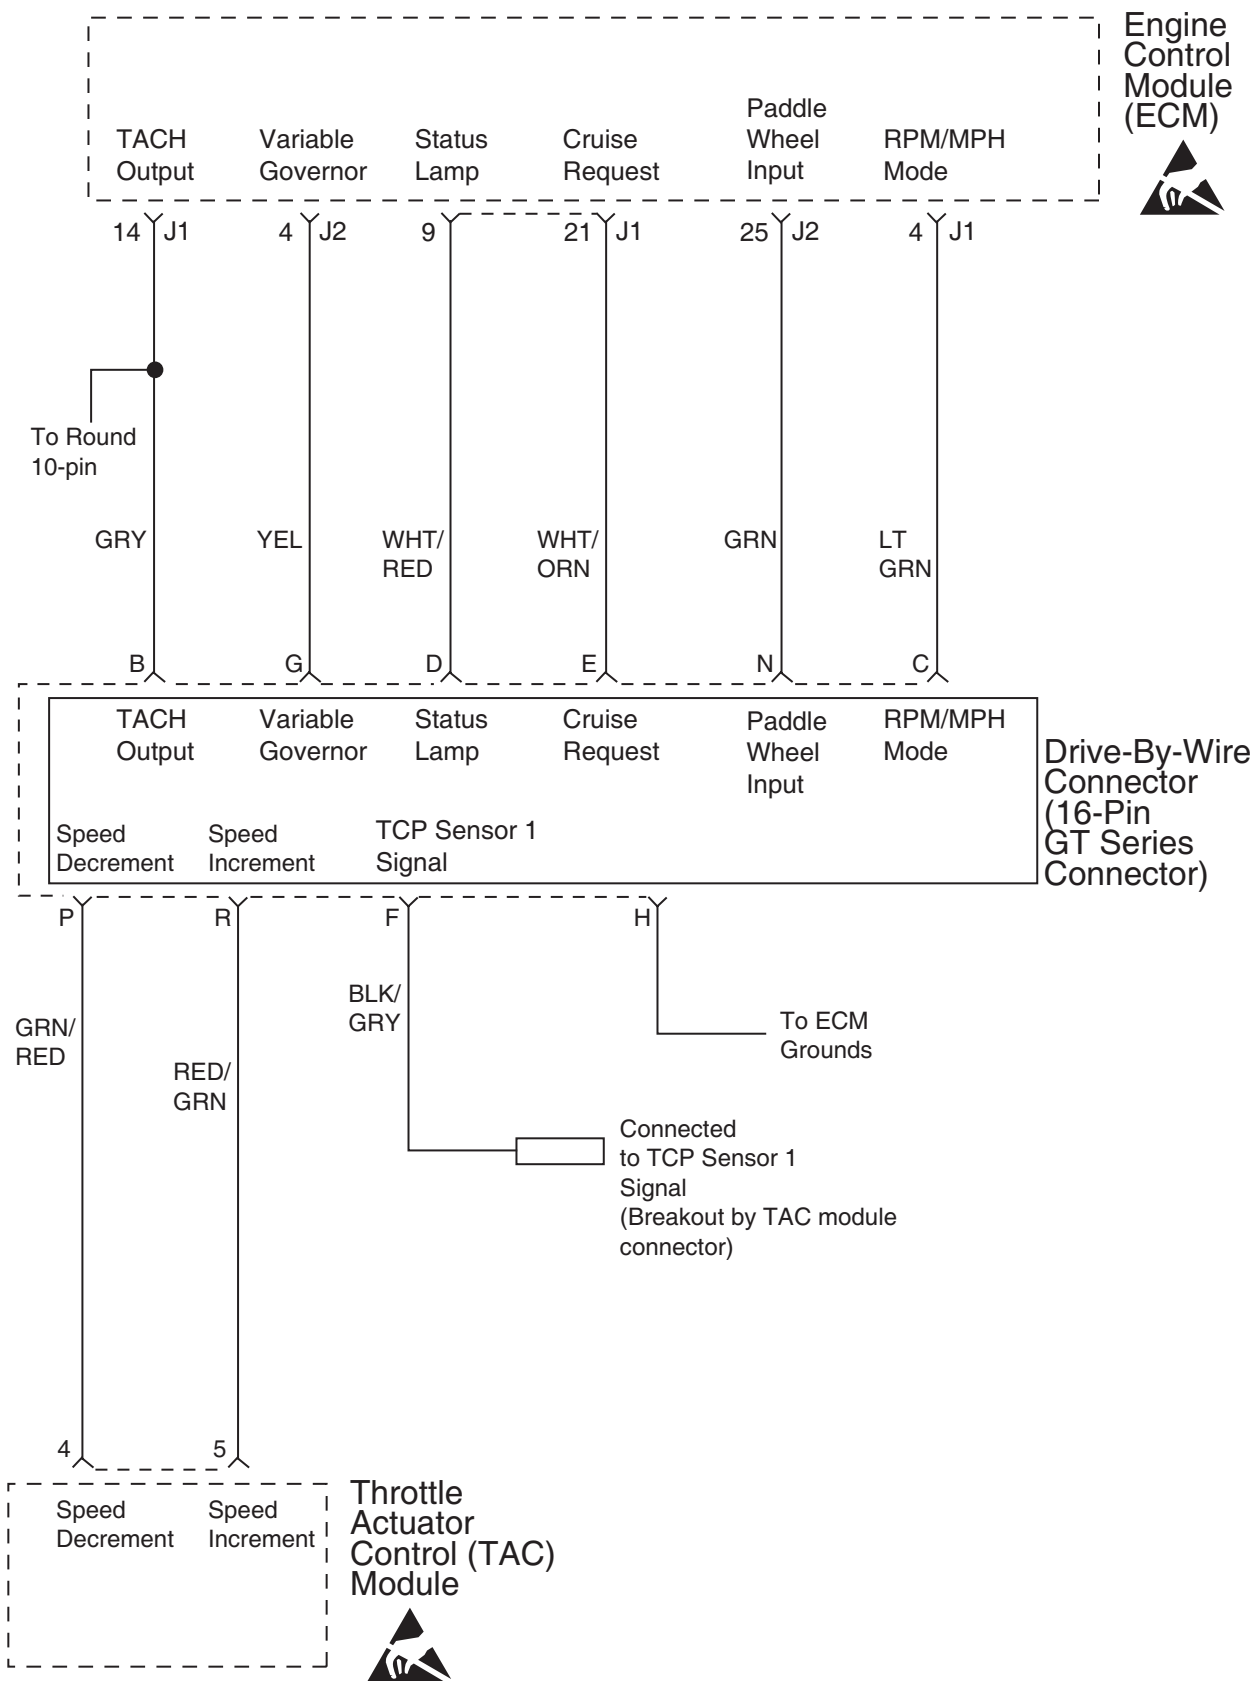 Engine
Control
Module
(ECM)
TACH
Output
Variable
Governor
Status
Lamp
Cruise
Request
Paddle
Wheel
Input
RPM/MPH
Mode
14 J1
4 J2
9
21 J1
25 J2
4 J1
To Round
10-pin
GRY
YEL
WHT/
RED
WHT/
ORN
GRN
LT
GRN
B
G
D
E
N
C
TACH
Output
Variable
Governor
Status
Lamp
Cruise
Request
Paddle
Wheel
Input
RPM/MPH
Mode
Drive-By-Wire
Connector
(16-Pin
GT Series
Connector)
Speed
Decrement
Speed
Increment
TCP Sensor 1
Signal
P
R
F
H
GRN/
RED
RED/
GRN
BLK/
GRY
To ECM
Grounds
Connected
to TCP Sensor 1
Signal
(Breakout by TAC module
connector)
4
5
Speed
Decrement
Speed
Increment
Throttle
Actuator
Control (TAC)
Module